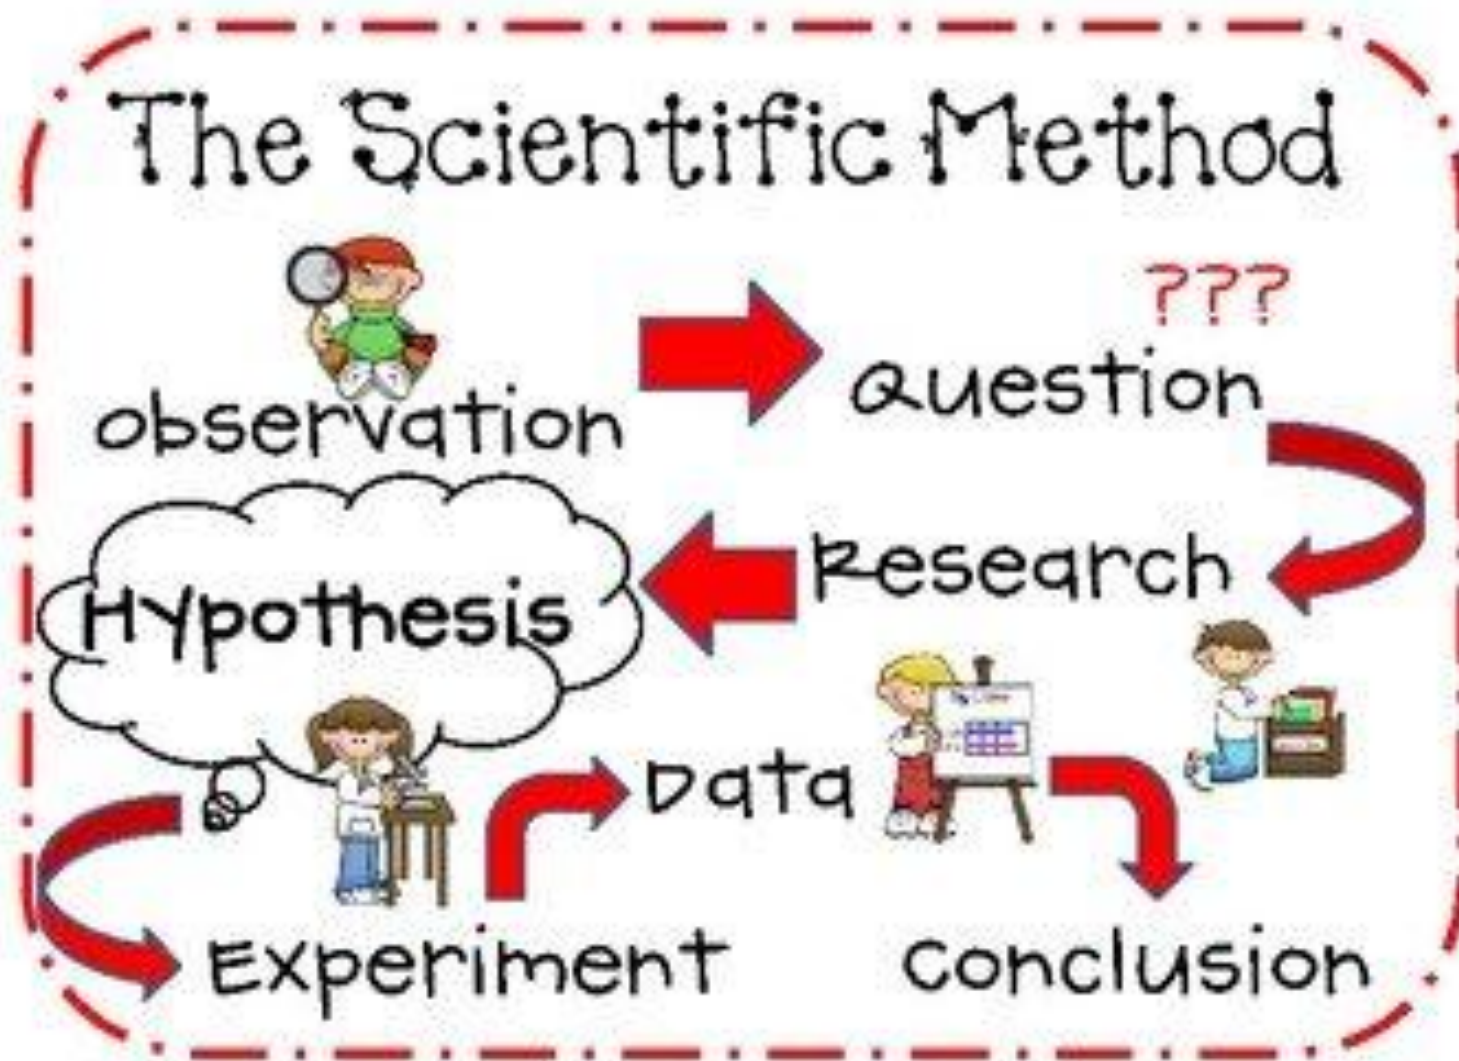 The Scientific Method
???
Observation
Question
Research
Hypothesis
Data
Experiment
Conclusion